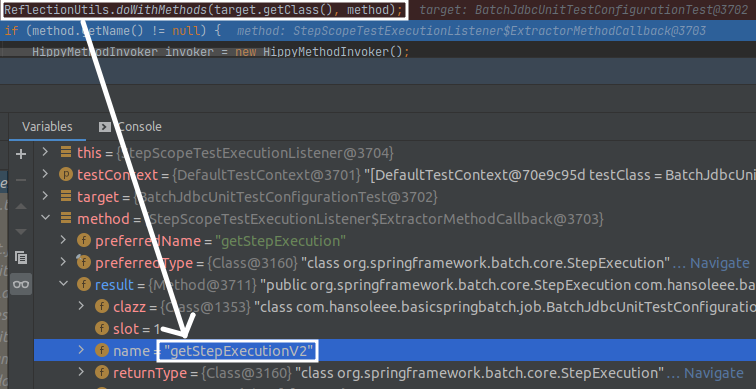 ReflectionUtils.doWithMethods(target.getClass(), method); target: BatchJdbcUnitTestConfigurationTest@3702
if (method.getName() != null) { method: StepScopeTestExecutionListener$ExtractorMethodCallback@3703
HippyMethodInvoker invoker = new HippyMethodInvoker();
Variables Console
this = {StepScopeTestExecutionListener@3704}
testContext = {DefaultTestContext@3701} "[DefaultTestContext@70e9c95d testClass = BatchJdbcUn
target = {BatchJdbcUnitTestConfigurationTest@3702}
method = {StepScopeTestExecutionListener$ExtractorMethodCallback@3703}
preferredName = "getStepExecution"
preferredType = {Class@3160} "class org.springframework.batch.core.StepExecution" ... Navigate
result = {Method@3711} "public org.springframework.batch.core.StepExecution com.hansoleee.ba
clazz = {Class@1353} "class com.hansoleee.basicspringbatch.job.BatchJdbcUnitTestConfiguration
slot = 1
name = "getStepExecutionV2"
returnType = {Class@3160} "class org.springframework.batch.core.StepExecution" ... Navigate